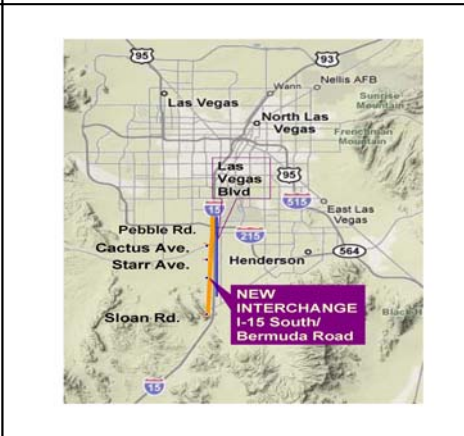 95
93
Wann
Nellis AFB
Las Vegas
Sunrise
Mountain
North Las
Vegas
Frenchman
Mountain
Las
Vegas
Blvd
95
15
515
East Las
Vegas
Pebble Rd.
215
Cactus Ave.
564
Starr Ave.
Henderson
NEW
INTERCHANGE
I-15 South/
Bermuda Road
Sloan Rd.
Black
15